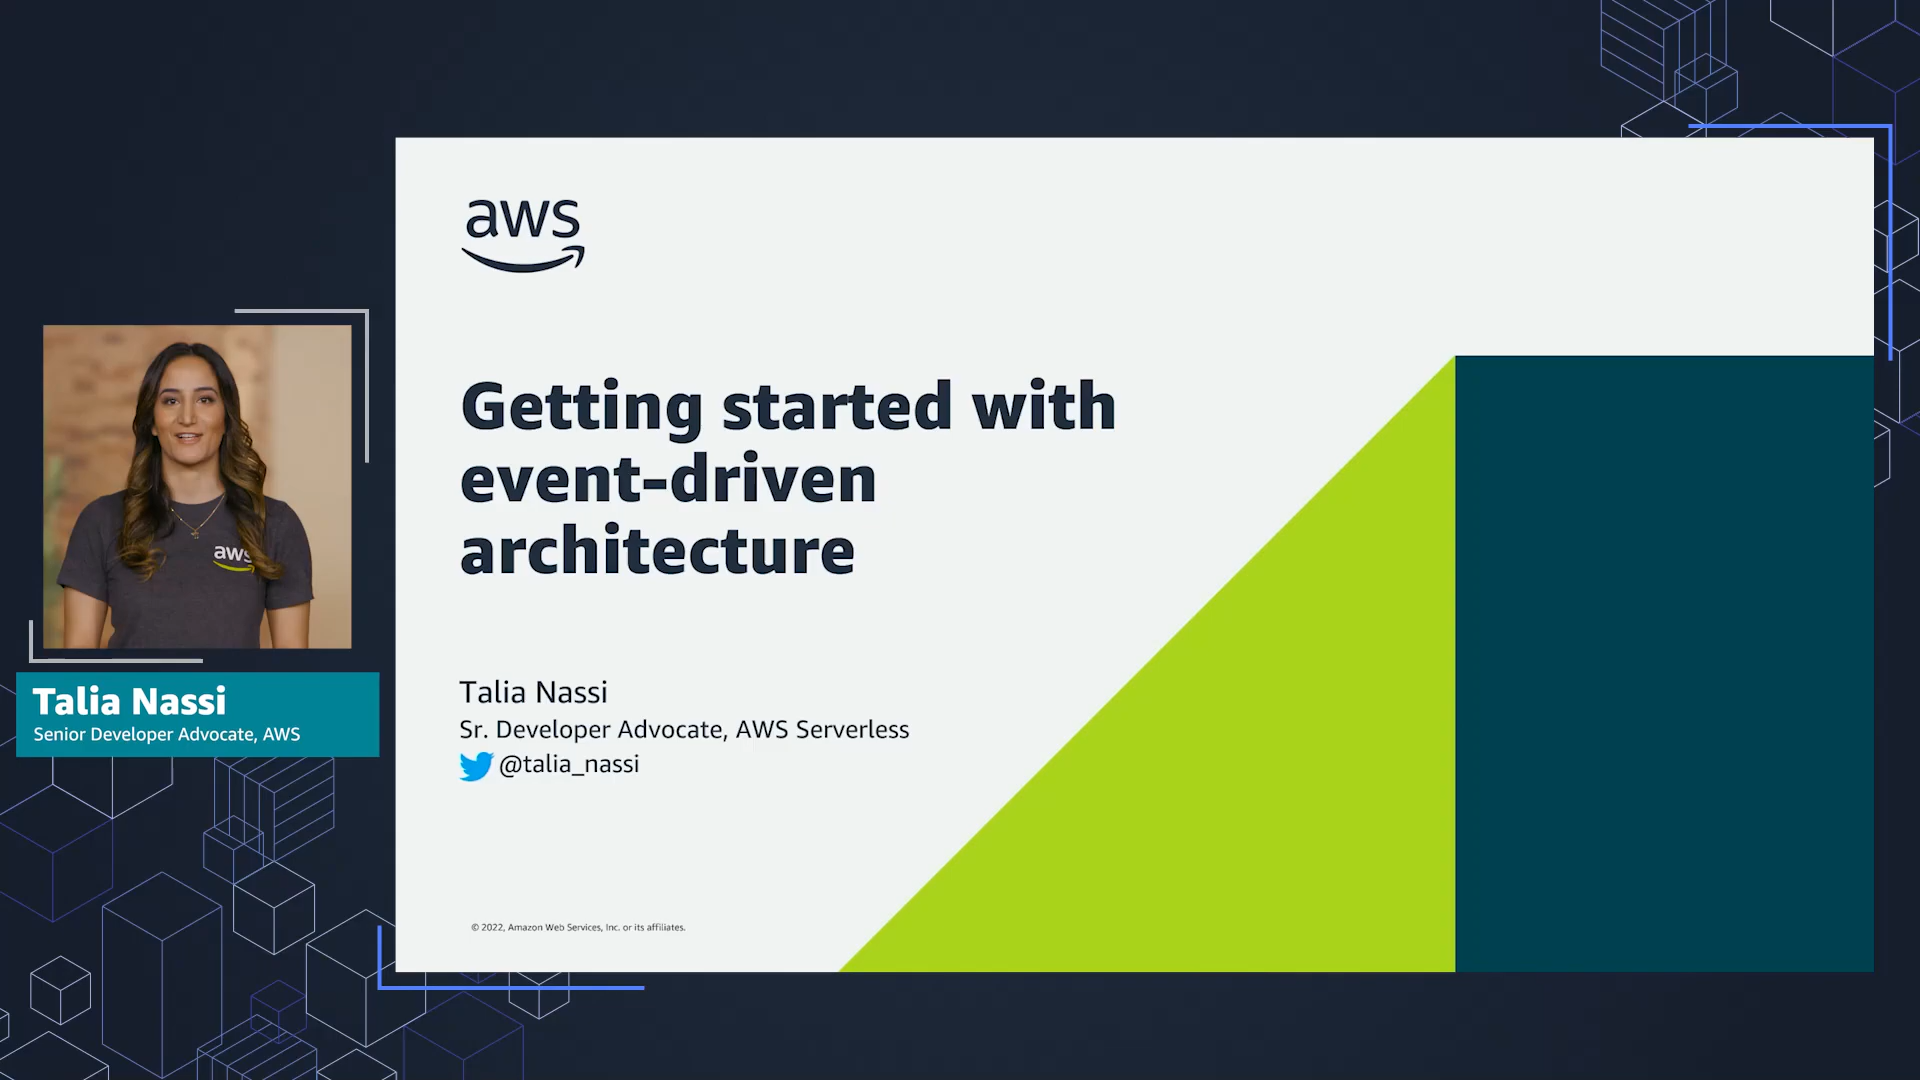 aws
Getting started with
event-driven
architecture
Talia Nassi
Sr. Developer Advocate, AWS Serverless
@talia_nassi
© 2022, Amazon Web Services, Inc. or its affiliates.
aws
Talia Nassi
Senior Developer Advocate, AWS